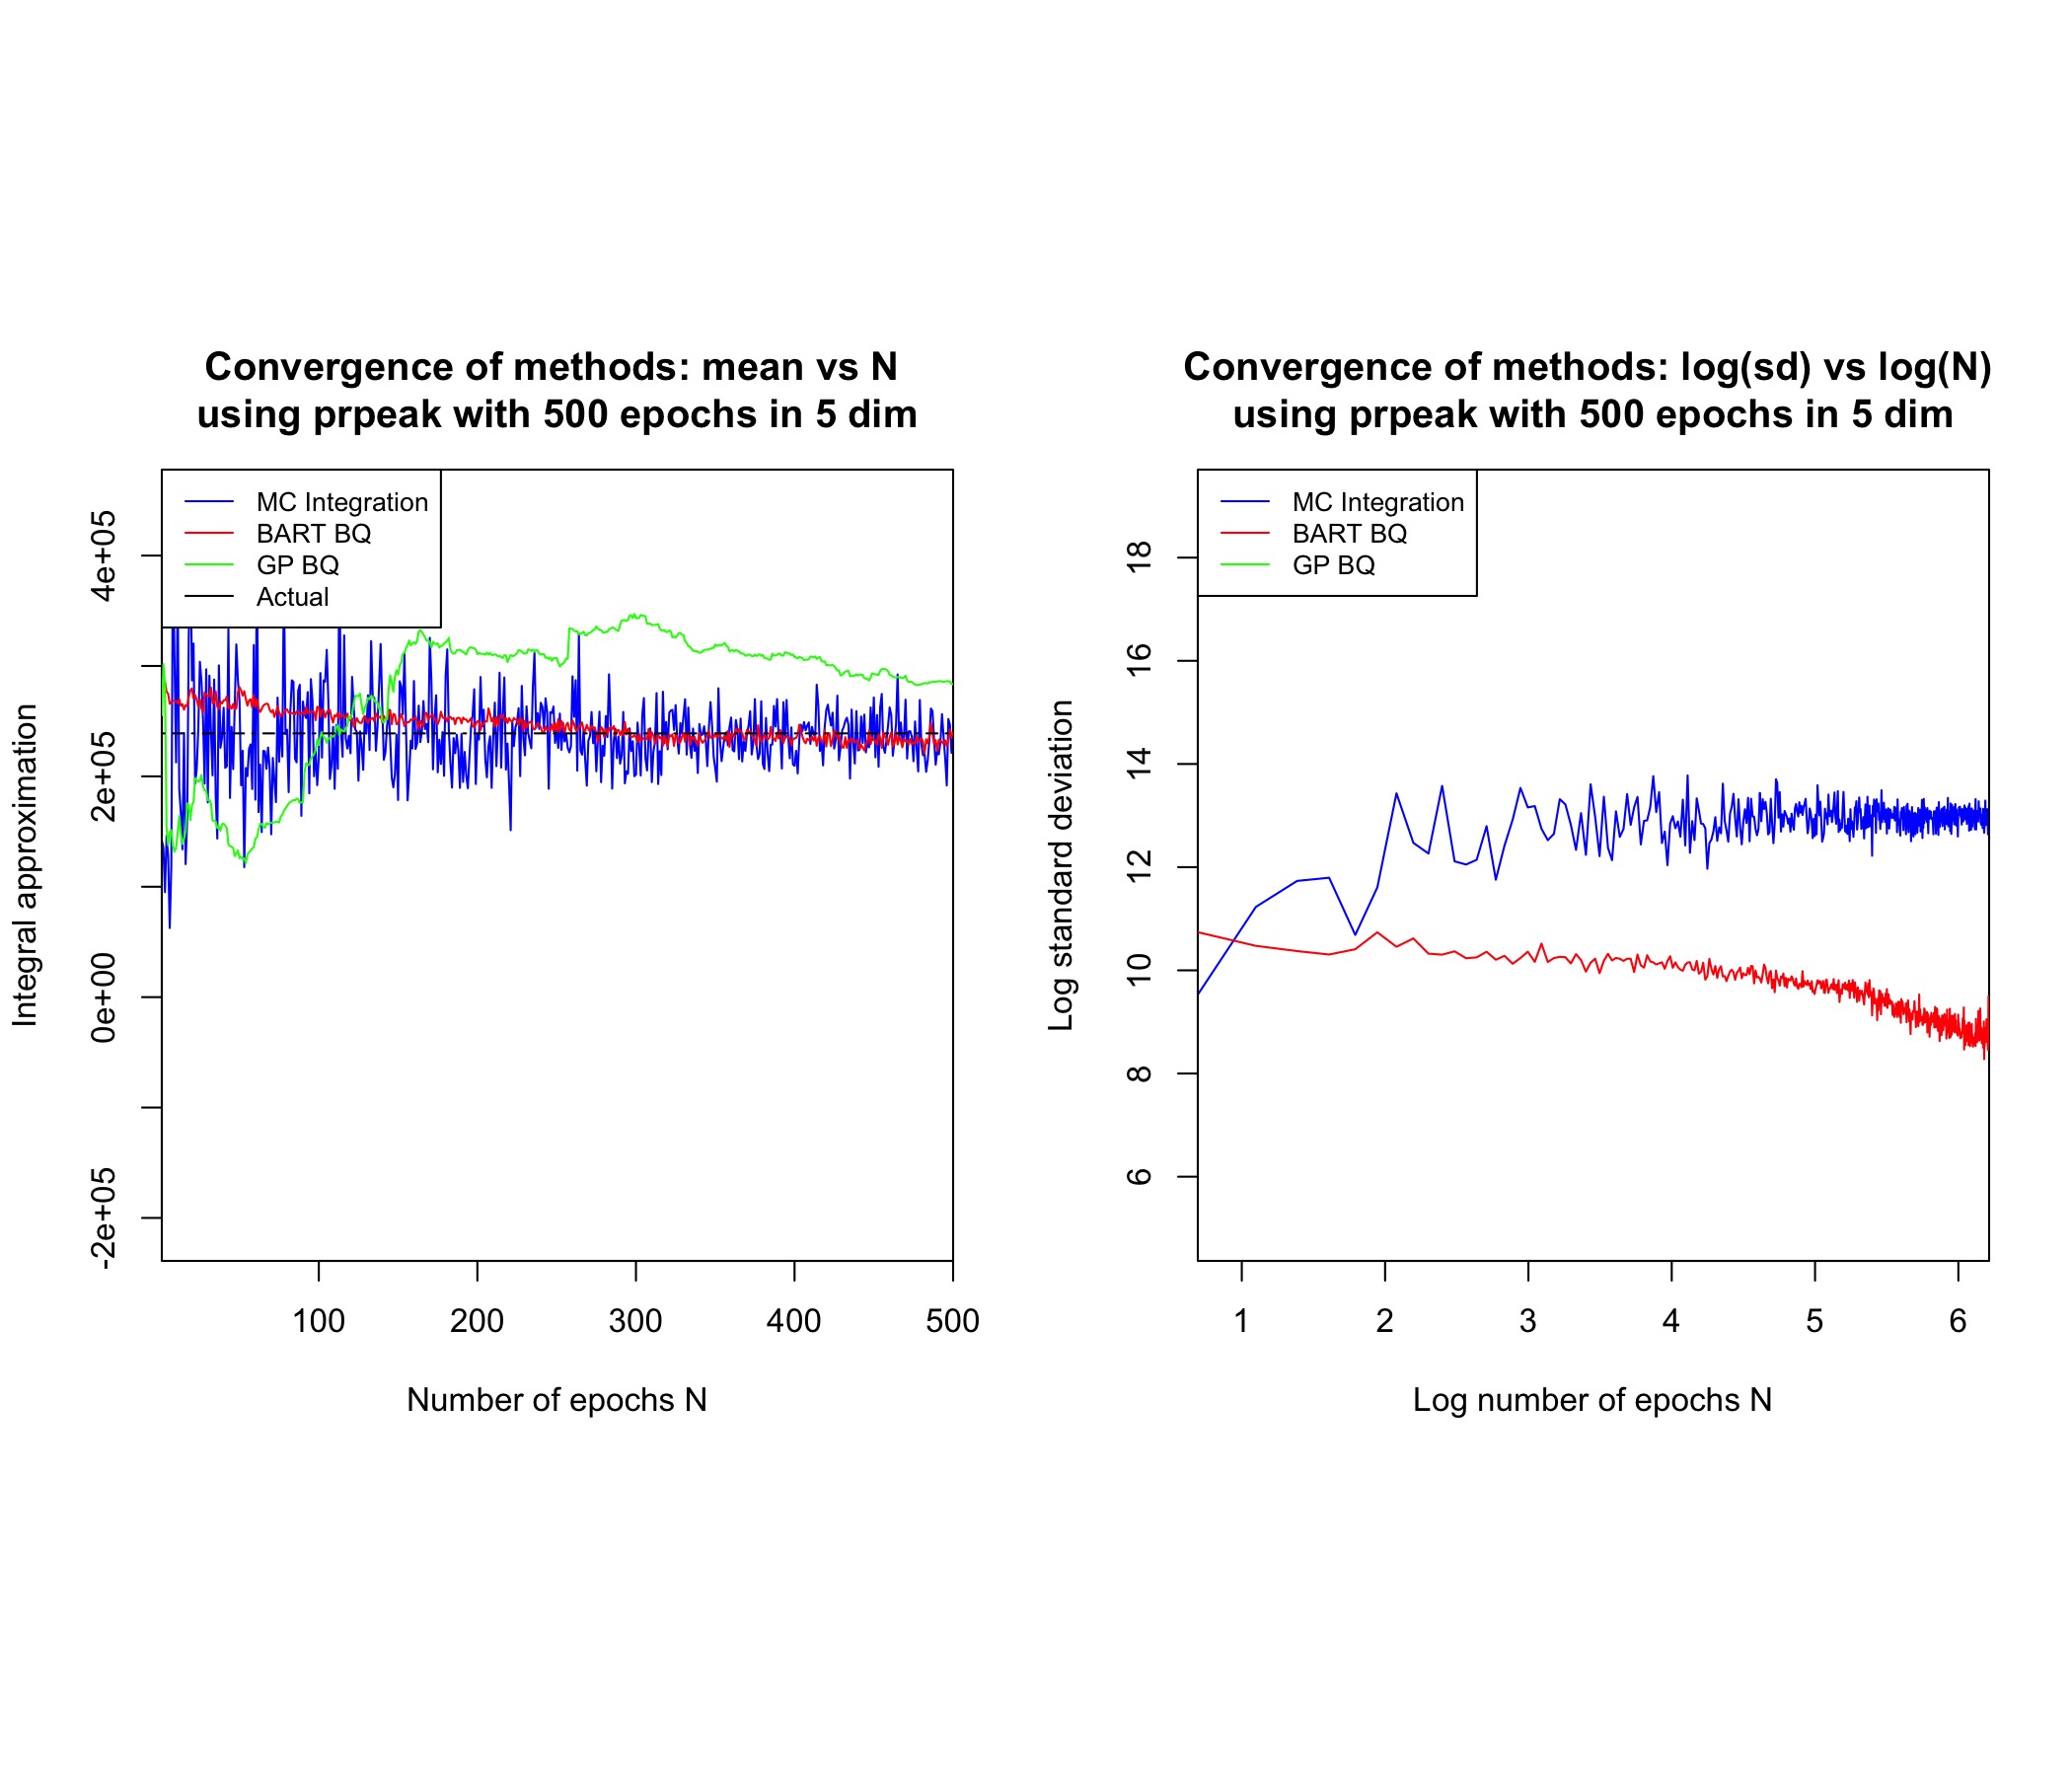 Convergence of methods: mean vs N
using prpeak with 500 epochs in 5 dim
MC Integration
BART BQ
GP BQ
Actual
Integral approximation
4e+05
2e+05
0e+00
-2e+05
100 200 300 400 500
Number of epochs N
Convergence of methods: log(sd) vs log(N)
using prpeak with 500 epochs in 5 dim
MC Integration
BART BQ
GP BQ
Log standard deviation
18
16
14
12
10
8
6
1 2 3 4 5 6
Log number of epochs N